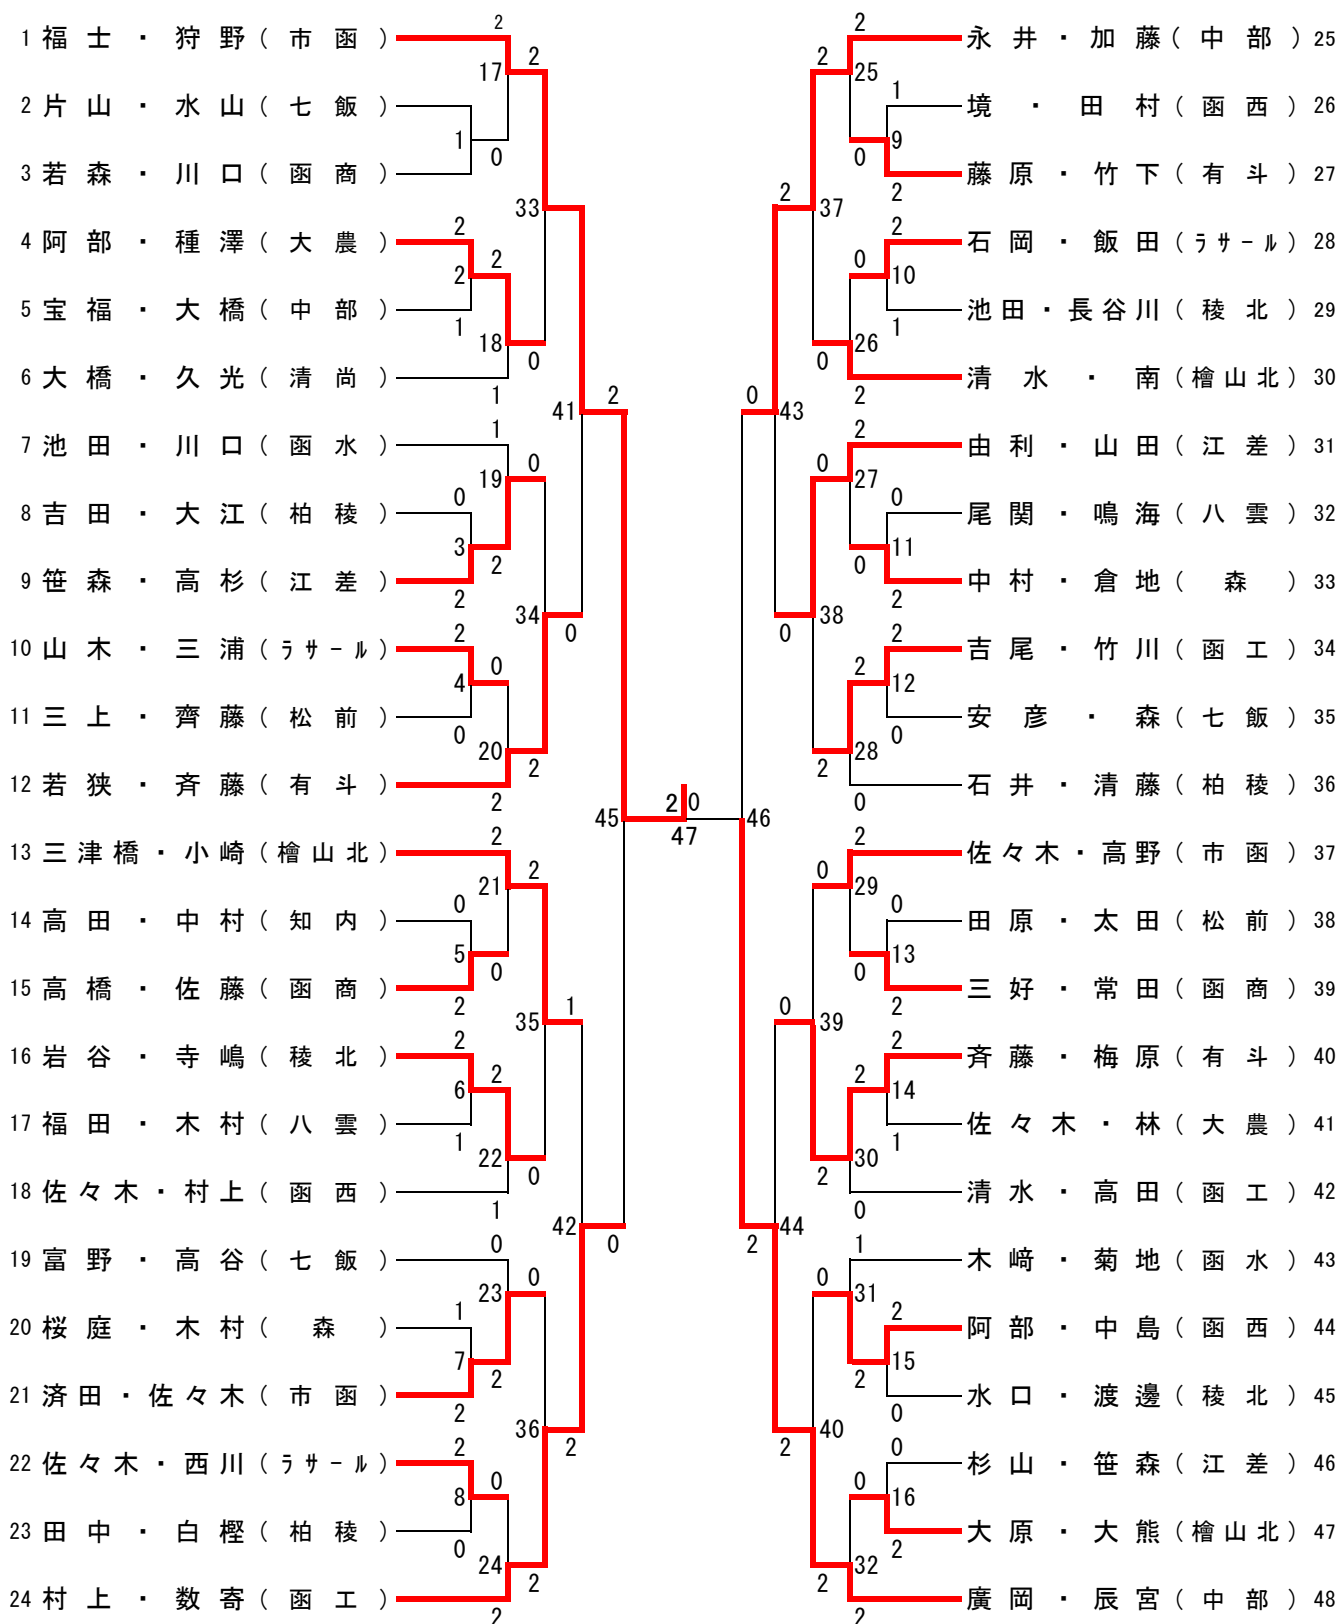 1 福士・狩野(市函)
2 片山・水山(七飯)
3 若森・川口(函商)
4 阿部・種澤(大農)
5 宝福・大橋(中部)
6 大橋・久光(清尚)
7 池田・川口(函水)
8 吉田・大江(柏稜)
9 笹森・高杉(江差)
10 山木・三浦(ラサール)
11 三上・齊藤(松前)
12 若狭・斉藤(有斗)
13 三津橋・小崎(檜山北)
14 高田・中村(知内)
15 高橋・佐藤(函商)
16 岩谷・寺嶋(稜北)
17 福田・木村(八雲)
18 佐々木・村上(函西)
19 富野・高谷(七飯)
20 桜庭・木村(森)
21 済田・佐々木(市函)
22 佐々木・西川(ラサール)
23 田中・白樫(柏稜)
24 村上・数寄(函工)
2
17 2
1 0
33
2
2 2
1 18 0
1
41 2
1
19 0
0
3 2
2
34 0
2
4 0
0 20 2
2
45
2
21 2
0
5 0
2
35 1
2
6 2
1 22 0
1
42 0
0
23 0
1
7 2
2
36 2
2
8 0
0 24 2
2
2 0
47
永井・加藤(中部) 25
境・田村(函西) 26
藤原・竹下(有斗) 27
石岡・飯田(ラサール) 28
池田・長谷川(稜北) 29
清水・南(檜山北) 30
由利・山田(江差) 31
尾関・鳴海(八雲) 32
中村・倉地(森) 33
吉尾・竹川(函工) 34
安彦・森(七飯) 35
石井・清藤(柏稜) 36
佐々木・高野(市函) 37
田原・太田(松前) 38
三好・常田(函商) 39
斉藤・梅原(有斗) 40
佐々木・林(大農) 41
清水・高田(函工) 42
木﨑・菊地(函水) 43
阿部・中島(函西) 44
水口・渡邊(稜北) 45
杉山・笹森(江差) 46
大原・大熊(檜山北) 47
廣岡・辰宮(中部) 48
2
2 25
1
0 9
2
2 37
2
0 10
1
0 26
2
0 43
2
0 27
0
0 11
2
0 38
2
2 12
0
2 28
0
46
2
0 29
0
0 13
2
0 39
2
2 14
1
2 30
0
2 44
1
0 31
2
2 15
0
2 40
0
0 16
2
2 32
2